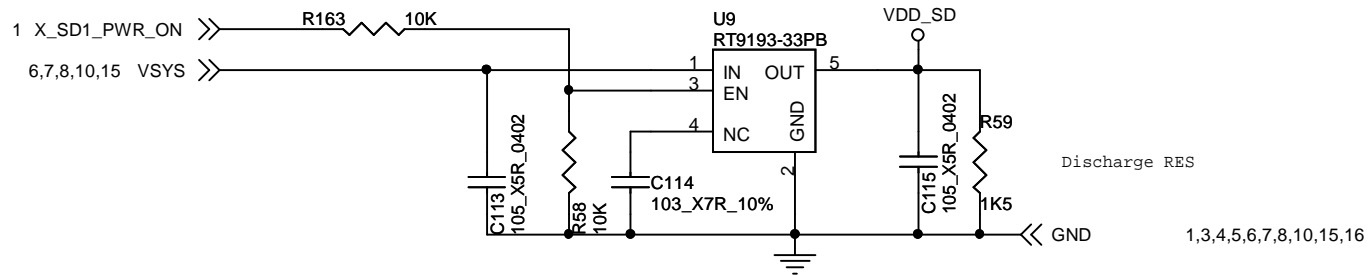 R163 10K
1 X_SD1_PWR_ON
6,7,8,10,15 VSYS
U9
RT9193-33PB
VDD_SD
1 IN OUT 5
3 EN
4 NC
GND
2
C113
105_X5R_0402
R58
10K
C114
103_X7R_10%
C115
105_X5R_0402
R59
1K5
Discharge RES
GND 1,3,4,5,6,7,8,10,15,16